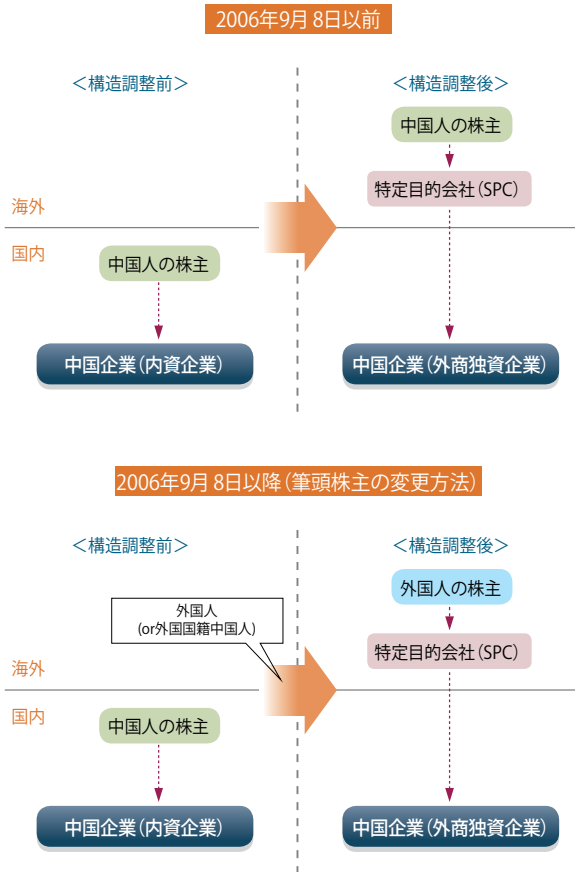 2006年9月 8日以前
＜構造調整前＞
＜構造調整後＞
中国人の株主
特定目的会社(SPC)
海外
国内
中国人の株主
中国企業(内資企業)
中国企業(外商独資企業)
2006年9月 8日以降(筆頭株主の変更方法)
＜構造調整前＞
＜構造調整後＞
外国人の株主
外国人
(or外国国籍中国人)
特定目的会社(SPC)
海外
国内
中国人の株主
中国企業(内資企業)
中国企業(外商独資企業)